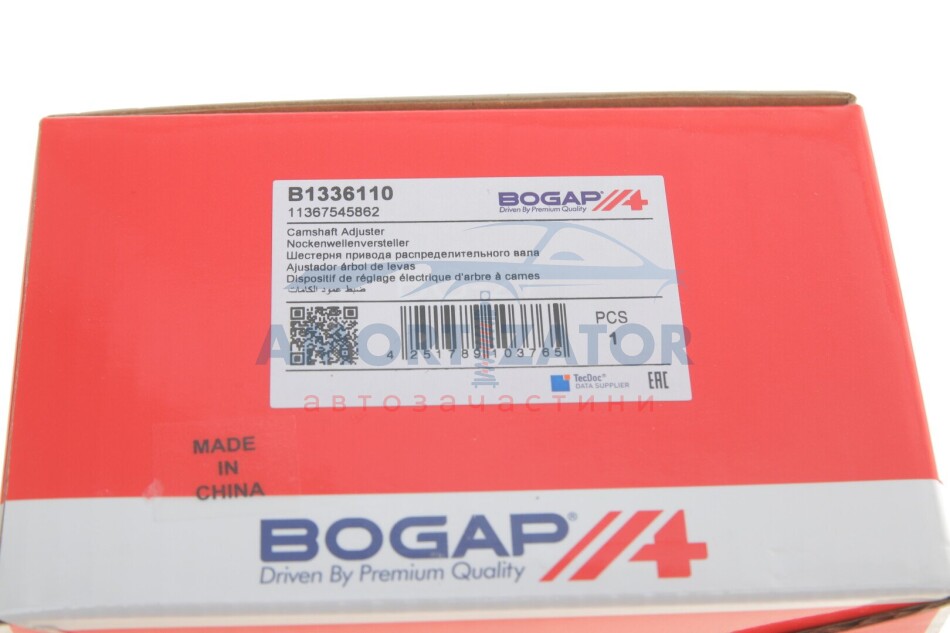 B1336110
BOGAP
11367545862
Driven By Premium Quality
Camshaft Adjuster
Nockenwellenversteller
Шестерня привода распределительного вала
Ajustador árbol de levas
Dispositif de réglage électrique d'arbre à cames
ضبط عمود الكامات
PCS
1
AMORTIZATOR
4 251789 103765
TecDoc®
DATA SUPPLIER
EAC
автозачастини
MADE
IN
CHINA
BOGAP®
Driven By Premium Quality